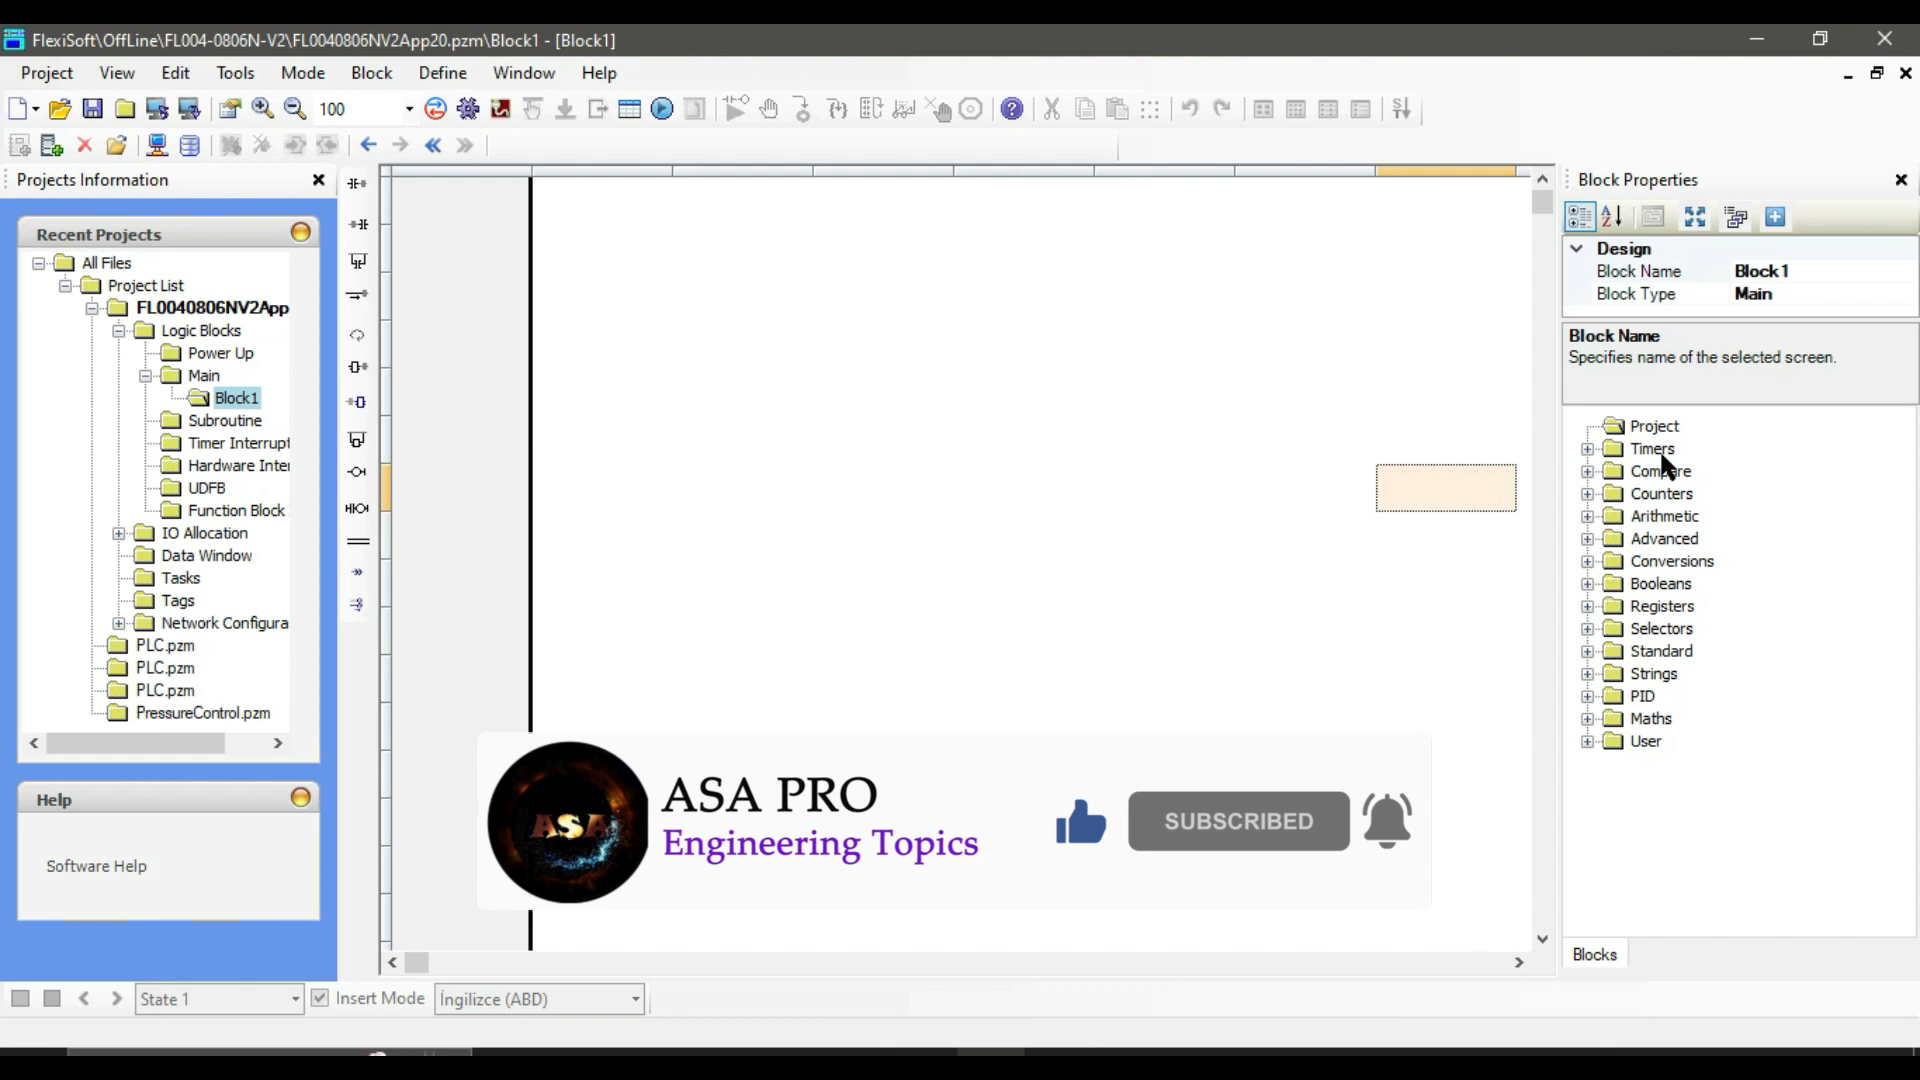 FlexiSoft\OffLine\FL004-0806N-V2\FL0040806NV2App20.pzm\Block1 - [Block1]
Project View Edit Tools Mode Block Define Window Help
100
Projects Information
Recent Projects
All Files
Project List
FL0040806NV2App
Logic Blocks
Power Up
Main
Block1
Subroutine
Timer Interrupt
Hardware Inte
UDFB
Function Block
IO Allocation
Data Window
Tasks
Tags
Network Configura
PLC.pzm
PLC.pzm
PLC.pzm
PressureControl.pzm
Help
Software Help
ASA
ASA PRO
Engineering Topics
SUBSCRIBED
Block Properties
Design
Block Name Block1
Block Type Main
Block Name
Specifies name of the selected screen.
Project
Timers
Compare
Counters
Arithmetic
Advanced
Conversions
Booleans
Registers
Selectors
Standard
Strings
PID
Maths
User
Blocks
State 1
Insert Mode
İngilizce (ABD)